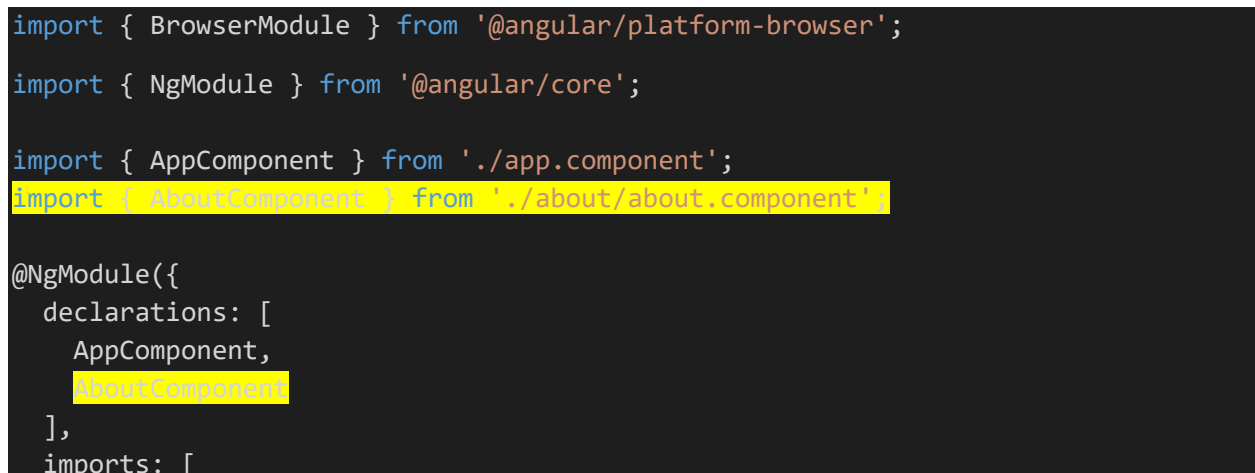 import { BrowserModule } from '@angular/platform-browser';
import { NgModule } from '@angular/core';
import { AppComponent } from './app.component';
import { AboutComponent } from './about/about.component';
@NgModule({
declarations: [
AppComponent,
AboutComponent
],
imports: [